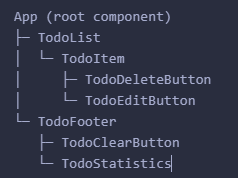 App (root component)
├─ TodoList
│  └─ TodoItem
│      ├─ TodoDeleteButton
│      └─ TodoEditButton
└─ TodoFooter
   ├─ TodoClearButton
   └─ TodoStatistics